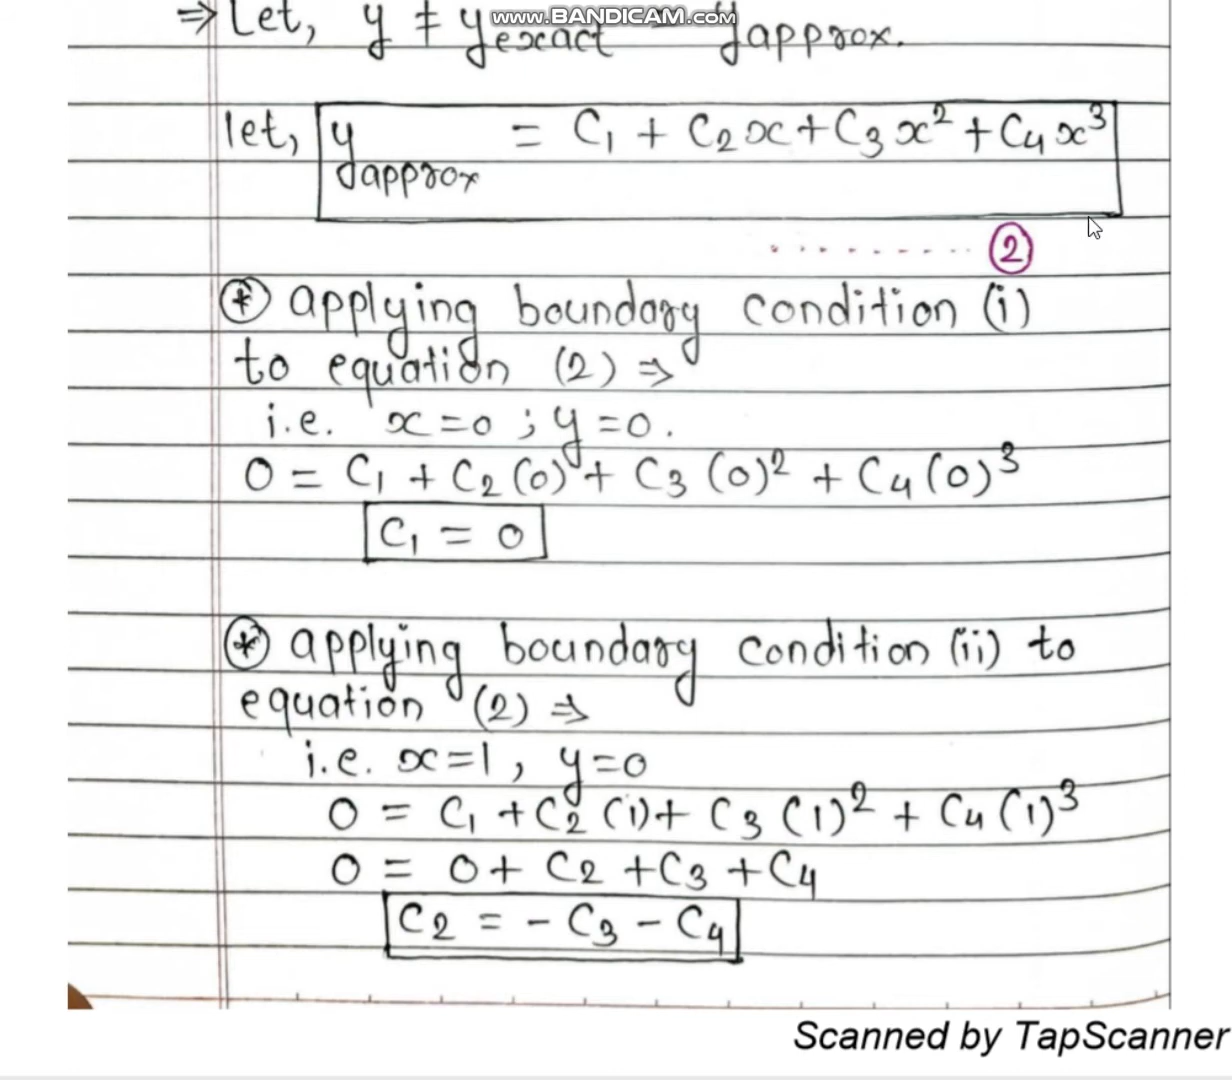 www.BANDICAM.com
⇒ Let, y ≠ y exact = y approx.
let, y approx = C₁ + C₂x + C₃x² + C₄x³
......... ②
⊛ applying boundary condition (i)
to equation (2) ⇒
i.e. x = 0 ; y = 0.
0 = C₁ + C₂(0) + C₃(0)² + C₄(0)³
C₁ = 0
⊛ applying boundary condition (ii) to
equation (2) ⇒
i.e. x = 1, y = 0
0 = C₁ + C₂(1) + C₃(1)² + C₄(1)³
0 = 0 + C₂ + C₃ + C₄
C₂ = - C₃ - C₄
Scanned by TapScanner